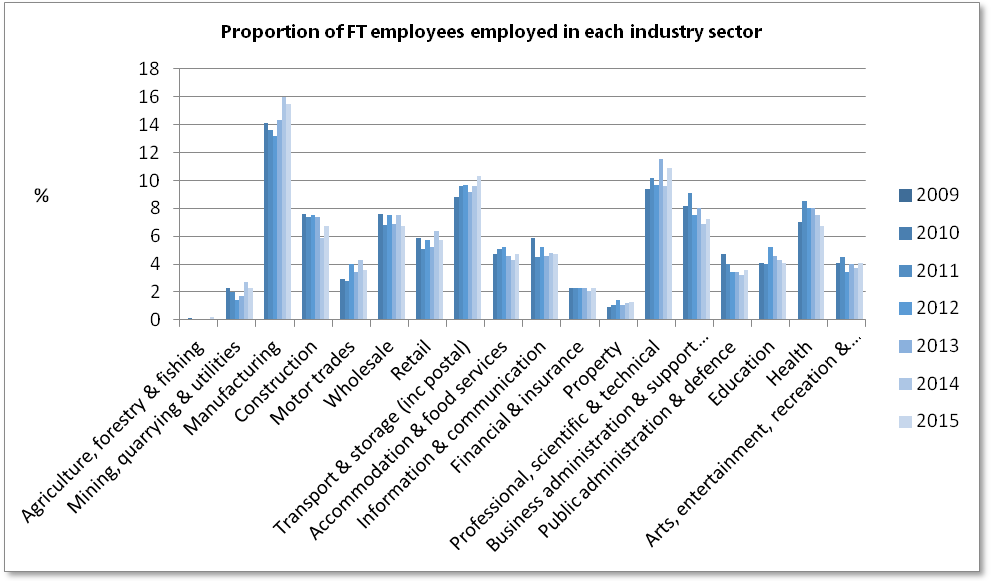 Proportion of FT employees employed in each industry sector
18
16
14
12
10
8
6
4
2
0
%
Agriculture, forestry & fishing
Mining, quarrying & utilities
Manufacturing
Construction
Motor trades
Wholesale
Retail
Transport & storage (inc postal)
Accommodation & food services
Information & communication
Financial & insurance
Property
Professional, scientific & technical
Business administration & support...
Public administration & defence
Education
Health
Arts, entertainment, recreation &...
2009
2010
2011
2012
2013
2014
2015